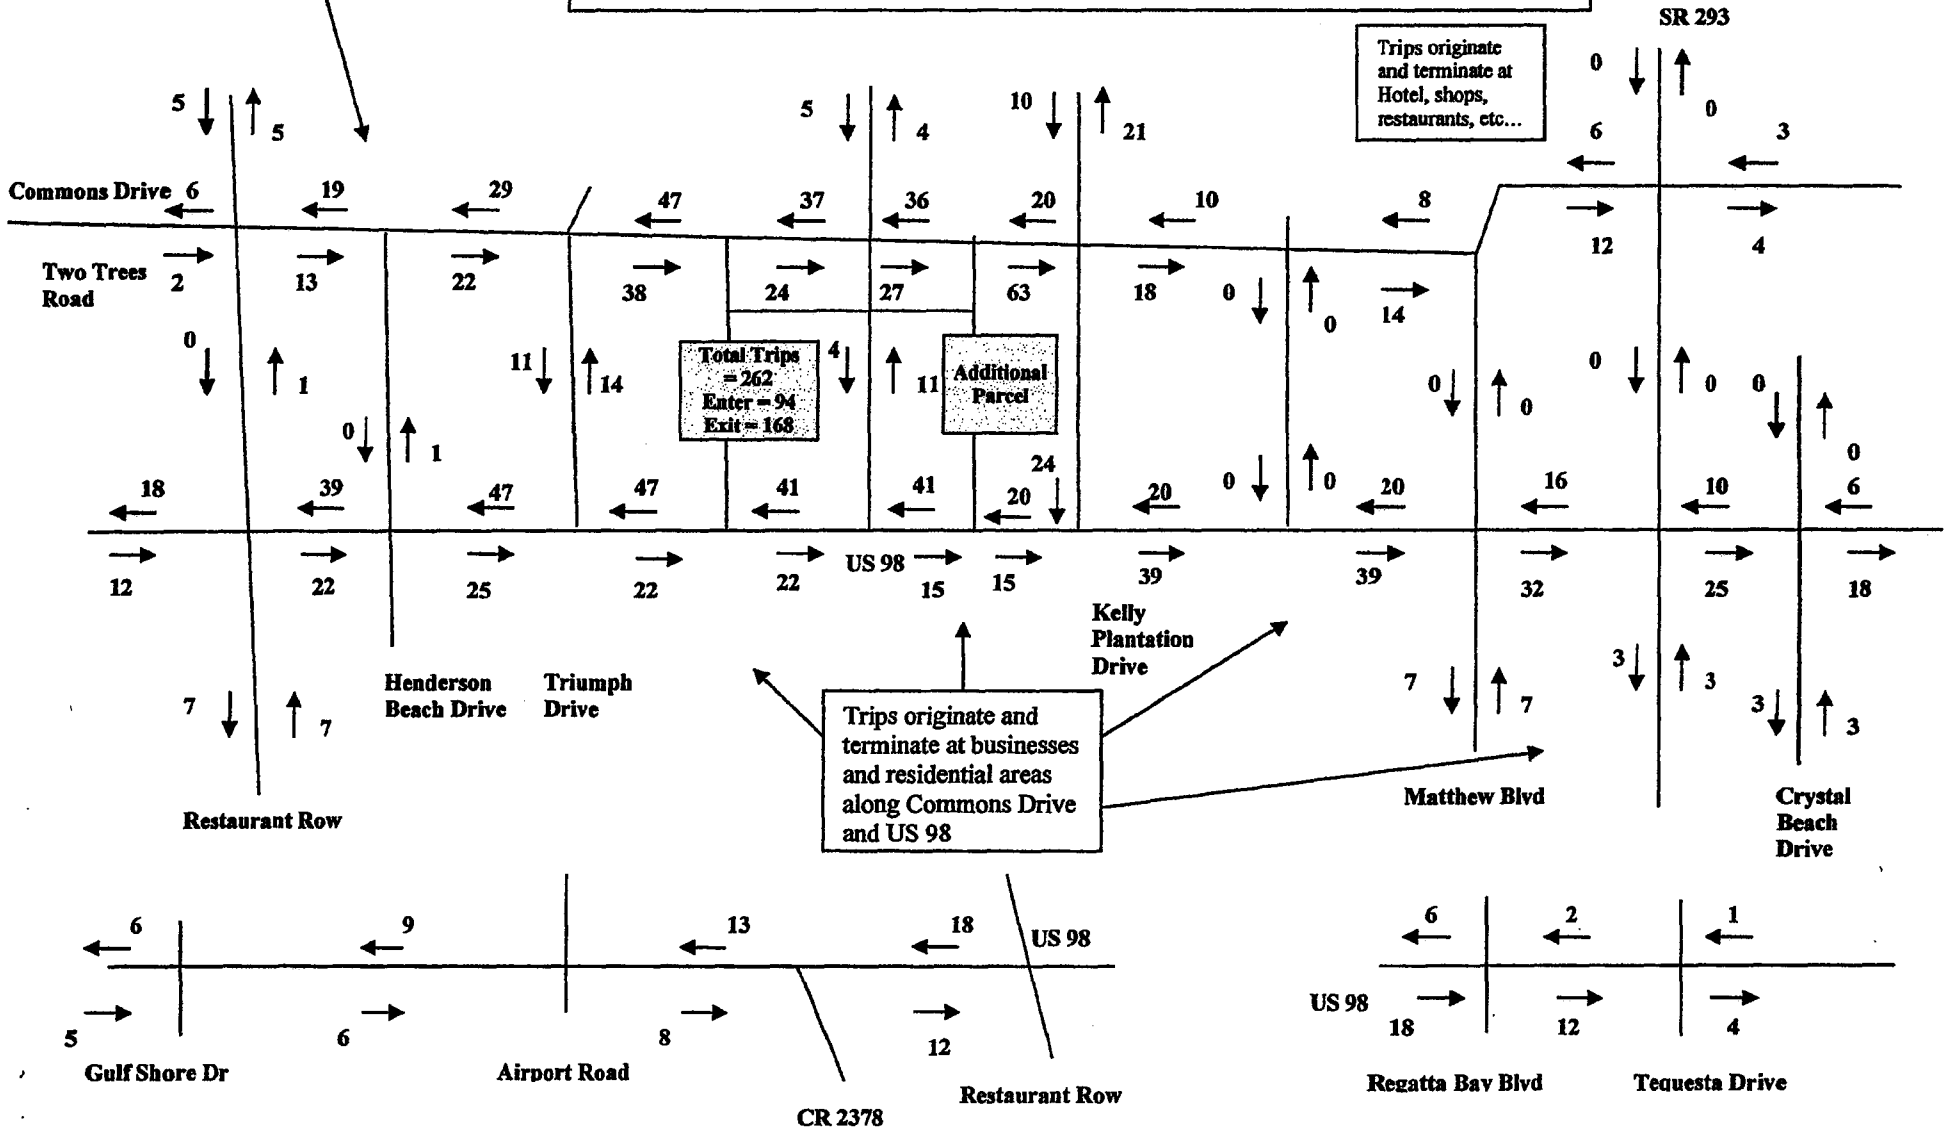 SR 293
Trips originate
and terminate at
Hotel, shops,
restaurants, etc...
0
0
5
5
5
4
10
21
6
3
Commons Drive
6
19
29
47
37
36
20
10
8
Two Trees
Road
2
13
22
38
24
27
63
18
14
12
4
0
0
0
1
11
14
Total Trips
= 262
Enter = 94
Exit = 168
4
11
Additional
Parcel
0
0
0
0
0
0
0
1
24
0
0
0
18
39
47
47
41
41
20
20
20
16
10
6
12
22
25
22
22
US 98
15
15
39
39
32
25
18
Kelly
Plantation
Drive
7
7
Henderson
Beach Drive
Triumph
Drive
7
7
3
3
3
3
Trips originate and
terminate at businesses
and residential areas
along Commons Drive
and US 98
Restaurant Row
Matthew Blvd
Crystal
Beach
Drive
6
9
13
18
US 98
5
6
8
12
Gulf Shore Dr
Airport Road
CR 2378
Restaurant Row
6
2
1
US 98
18
12
4
Regatta Bay Blvd
Tequesta Drive